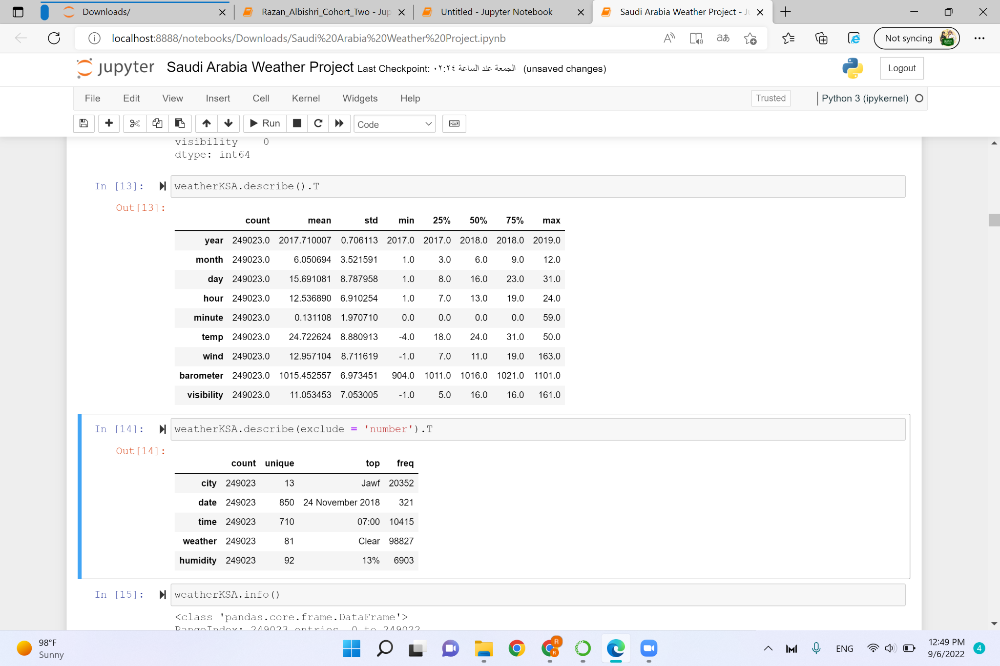 Downloads/
Razan_Albishri_Cohort_Two - Jup
Untitled - Jupyter Notebook
Saudi Arabia Weather Project - Ju
localhost:8888/notebooks/Downloads/Saudi%20Arabia%20Weather%20Project.ipynb
Not syncing
jupyter Saudi Arabia Weather Project Last Checkpoint: الجمعة عند الساعة ٠٢:٢٤ (unsaved changes)
Logout
File Edit View Insert Cell Kernel Widgets Help
Trusted
Python 3 (ipykernel)
Run
Code
visibility 0
dtype: int64
In [13]: weatherKSA.describe().T
Out[13]:
count mean std min 25% 50% 75% max
year 249023.0 2017.710007 0.706113 2017.0 2017.0 2018.0 2018.0 2019.0
month 249023.0 6.050694 3.521591 1.0 3.0 6.0 9.0 12.0
day 249023.0 15.691081 8.787958 1.0 8.0 16.0 23.0 31.0
hour 249023.0 12.536890 6.910254 1.0 7.0 13.0 19.0 24.0
minute 249023.0 0.131108 1.970710 0.0 0.0 0.0 0.0 59.0
temp 249023.0 24.722624 8.880913 -4.0 18.0 24.0 31.0 50.0
wind 249023.0 12.957104 8.711619 -1.0 7.0 11.0 19.0 163.0
barometer 249023.0 1015.452557 6.973451 904.0 1011.0 1016.0 1021.0 1101.0
visibility 249023.0 11.053453 7.053005 -1.0 5.0 16.0 16.0 161.0
In [14]: weatherKSA.describe(exclude = 'number').T
Out[14]:
count unique top freq
city 249023 13 Jawf 20352
date 249023 850 24 November 2018 321
time 249023 710 07:00 10415
weather 249023 81 Clear 98827
humidity 249023 92 13% 6903
In [15]: weatherKSA.info()
<class 'pandas.core.frame.DataFrame'>
RangeIndex: 249023 entries, 0 to 249022
98°F
Sunny
ENG
12:49 PM
9/6/2022
4